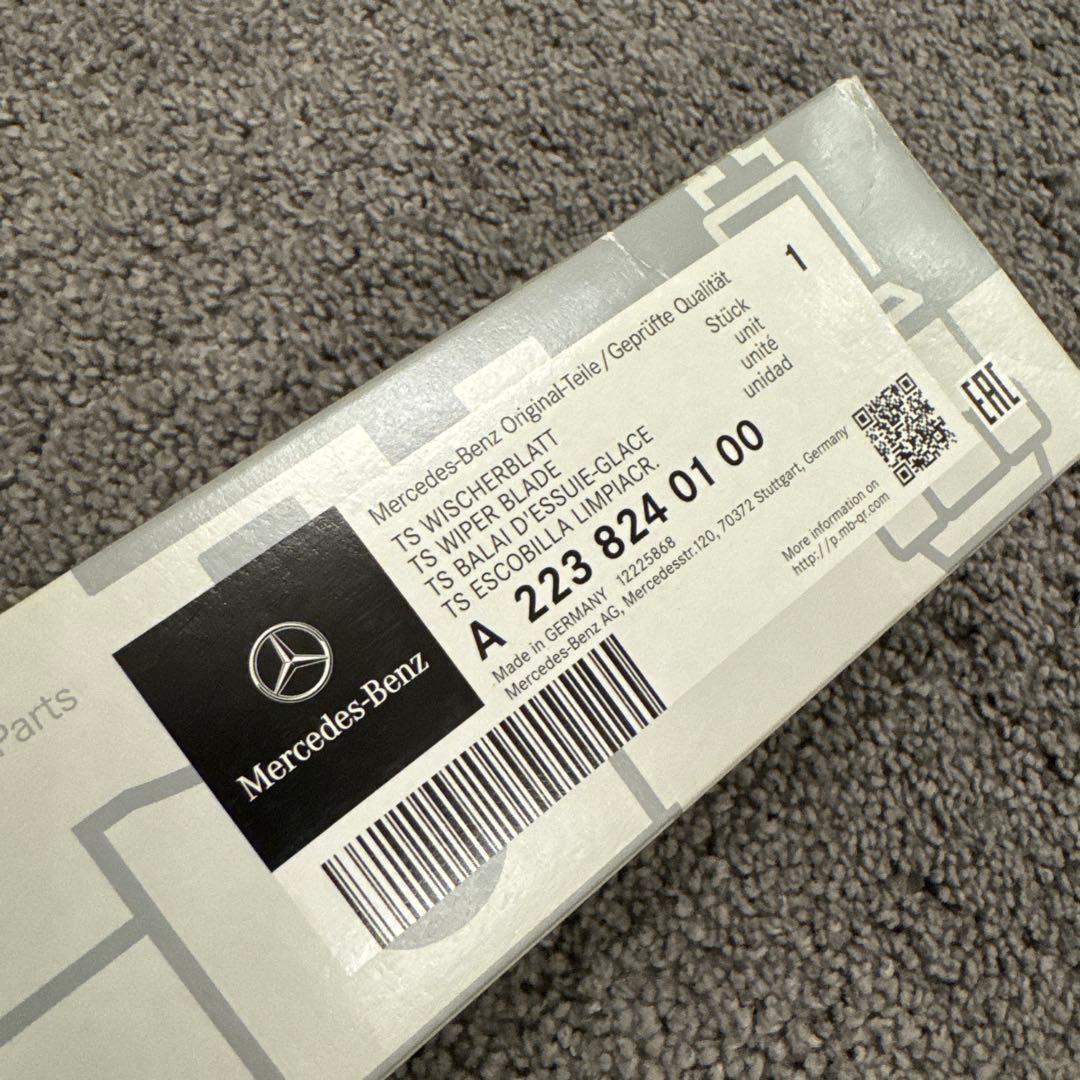 Parts
Mercedes-Benz
Mercedes-Benz Original-Teile/Geprüfte Qualität
TS WISCHERBLATT
TS WIPER BLADE
TS BALAI D'ESSUIE-GLACE
TS ESCOBILLA LIMPIACR.
Stück 1
unit
unité
unidad
A 223 824 01 00
Made in GERMANY 12225868
Mercedes-Benz AG, Mercedesstr.120, 70372 Stuttgart, Germany
More information on
http://p.mb-qr.com
EAC